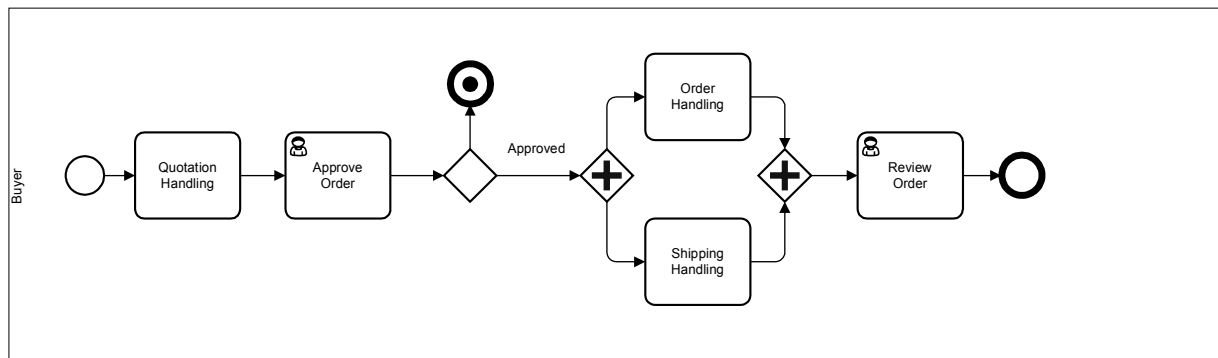 Buyer
Quotation
Handling
Approve
Order
Approved
Order
Handling
Shipping
Handling
Review
Order